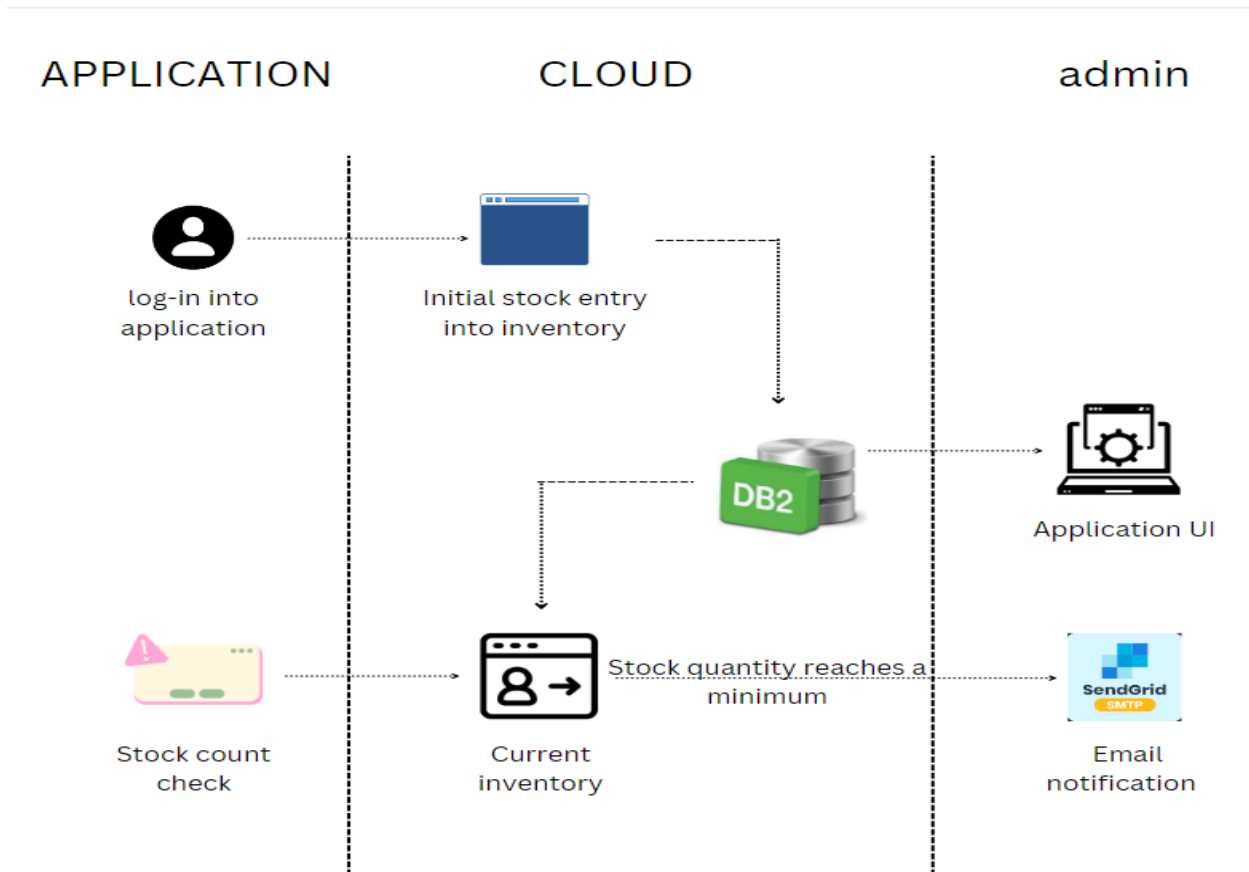 APPLICATION
CLOUD
admin
log-in into
application
Initial stock entry
into inventory
DB2
Application UI
Stock count
check
Current
inventory
Stock quantity reaches a
minimum
SendGrid
SMTP
Email
notification